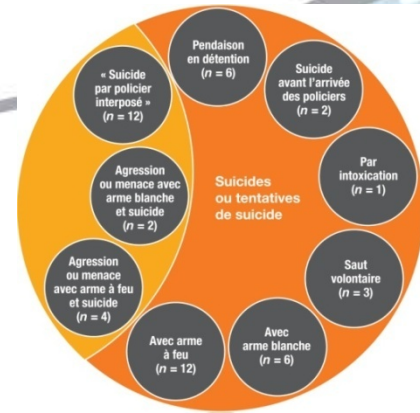 Pendaison
en détention
(n = 6)
Suicide
avant l'arrivée
des policiers
(n = 2)
Par
intoxication
(n = 1)
Saut
volontaire
(n = 3)
Avec
arme blanche
(n = 6)
Avec arme
à feu
(n = 12)
Agression
ou menace
avec arme à feu
et suicide
(n = 4)
Agression
ou menace avec
arme blanche
et suicide
(n = 2)
« Suicide
par policier
interposé »
(n = 12)
Suicides
ou tentatives
de suicide